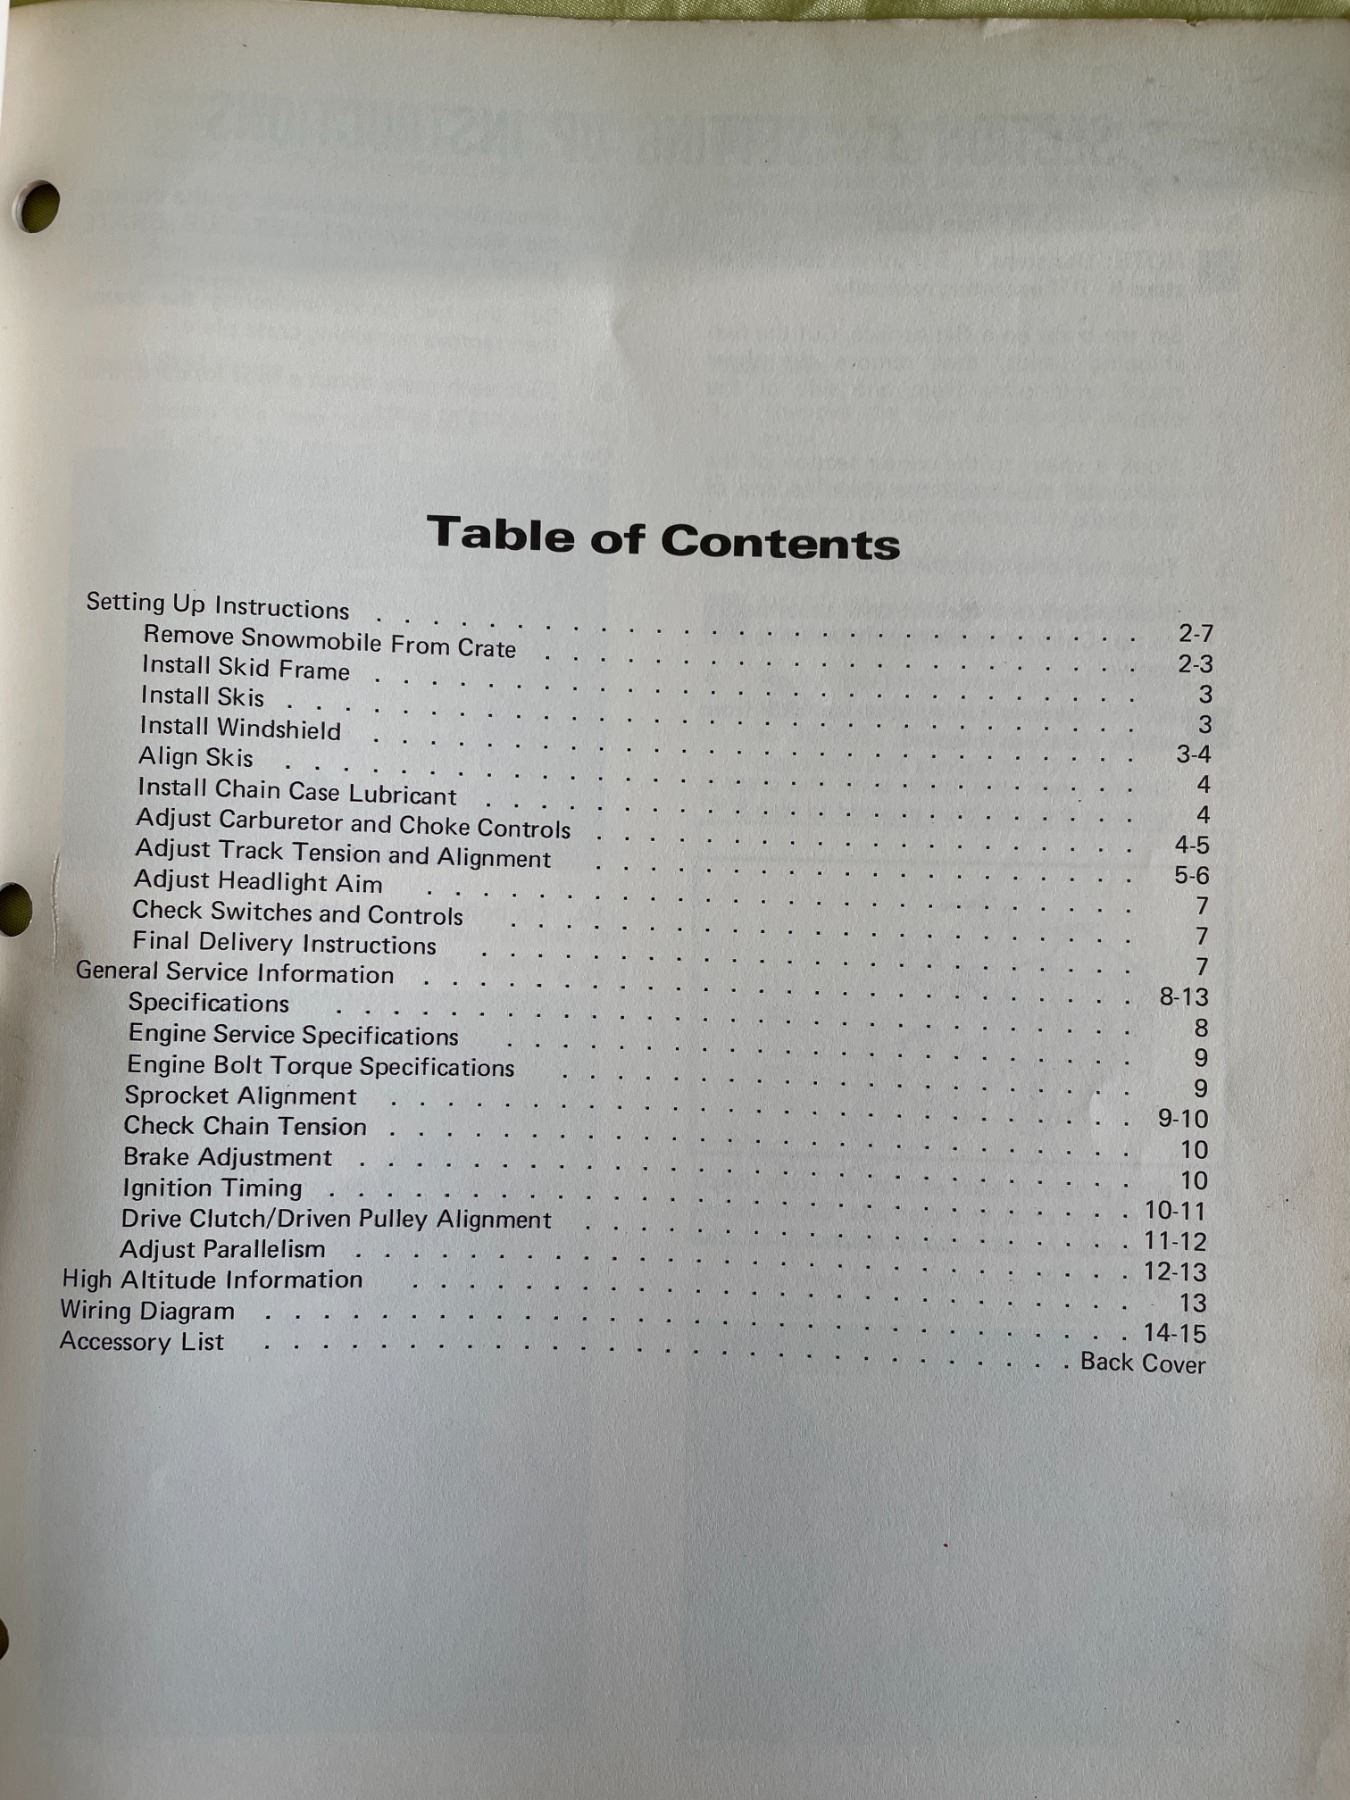 Table of Contents
Setting Up Instructions . . . . . . . . . . . . . . . . . . . . . . . . . . . . 2-7
Remove Snowmobile From Crate . . . . . . . . . . . . . . . . . . . . . . 2-3
Install Skid Frame . . . . . . . . . . . . . . . . . . . . . . . . . . . . 3
Install Skis . . . . . . . . . . . . . . . . . . . . . . . . . . . . . . . 3
Install Windshield . . . . . . . . . . . . . . . . . . . . . . . . . . . . 3-4
Align Skis . . . . . . . . . . . . . . . . . . . . . . . . . . . . . . . 4
Install Chain Case Lubricant . . . . . . . . . . . . . . . . . . . . . . . . 4
Adjust Carburetor and Choke Controls . . . . . . . . . . . . . . . . . . . . 4-5
Adjust Track Tension and Alignment . . . . . . . . . . . . . . . . . . . . 5-6
Adjust Headlight Aim . . . . . . . . . . . . . . . . . . . . . . . . . . 7
Check Switches and Controls . . . . . . . . . . . . . . . . . . . . . . . 7
Final Delivery Instructions . . . . . . . . . . . . . . . . . . . . . . . . 7
General Service Information . . . . . . . . . . . . . . . . . . . . . . . . . . 8-13
Specifications . . . . . . . . . . . . . . . . . . . . . . . . . . . . . 8
Engine Service Specifications . . . . . . . . . . . . . . . . . . . . . . . 9
Engine Bolt Torque Specifications . . . . . . . . . . . . . . . . . . . . . 9
Sprocket Alignment . . . . . . . . . . . . . . . . . . . . . . . . . . . 9-10
Check Chain Tension . . . . . . . . . . . . . . . . . . . . . . . . . . . 10
Brake Adjustment . . . . . . . . . . . . . . . . . . . . . . . . . . . . 10
Ignition Timing . . . . . . . . . . . . . . . . . . . . . . . . . . . . . 10-11
Drive Clutch/Driven Pulley Alignment . . . . . . . . . . . . . . . . . . . . 11-12
Adjust Parallelism . . . . . . . . . . . . . . . . . . . . . . . . . . . . 12-13
High Altitude Information . . . . . . . . . . . . . . . . . . . . . . . . . . 13
Wiring Diagram . . . . . . . . . . . . . . . . . . . . . . . . . . . . . . . 14-15
Accessory List . . . . . . . . . . . . . . . . . . . . . . . . . . . . . Back Cover